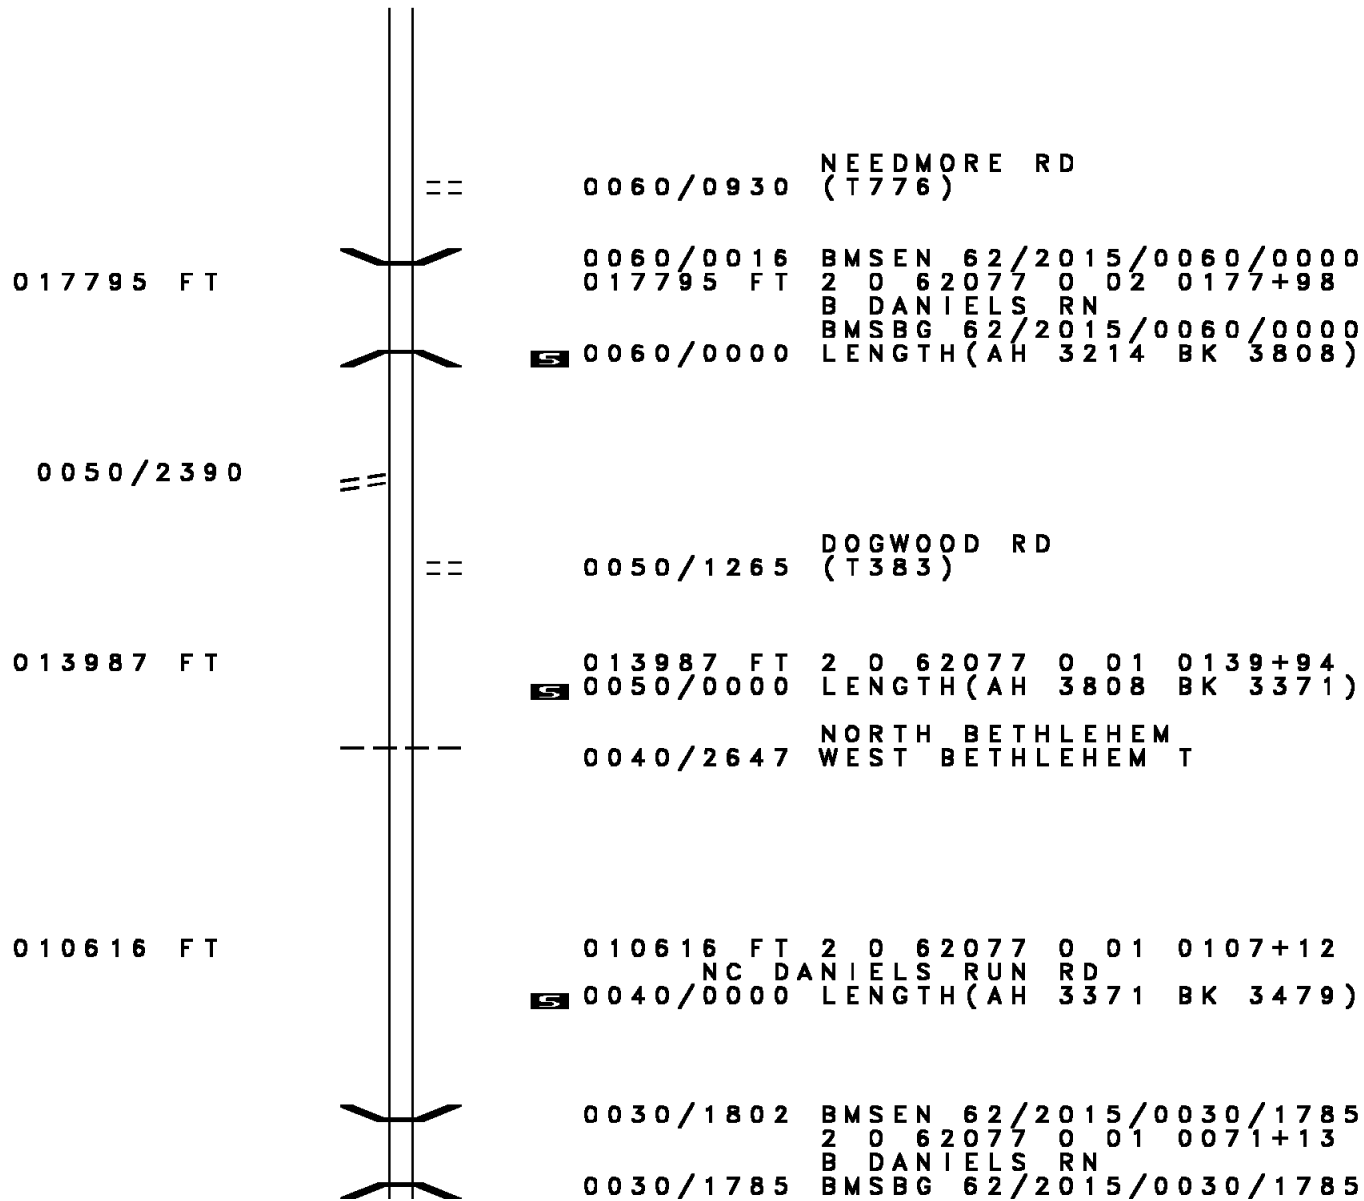 NEEDMORE RD
0060/0930 (T776)
0060/0016 BMSEN 62/2015/0060/0000
017795 FT 017795 FT 2 0 62077 0 02 0177+98
B DANIELS RN
BMSBG 62/2015/0060/0000
S 0060/0000 LENGTH(AH 3214 BK 3808)
0050/2390
DOGWOOD RD
0050/1265 (T383)
013987 FT 013987 FT 2 0 62077 0 01 0139+94
S 0050/0000 LENGTH(AH 3808 BK 3371)
NORTH BETHLEHEM
0040/2647 WEST BETHLEHEM T
010616 FT 010616 FT 2 0 62077 0 01 0107+12
NC DANIELS RUN RD
S 0040/0000 LENGTH(AH 3371 BK 3479)
0030/1802 BMSEN 62/2015/0030/1785
2 0 62077 0 01 0071+13
B DANIELS RN
0030/1785 BMSBG 62/2015/0030/1785